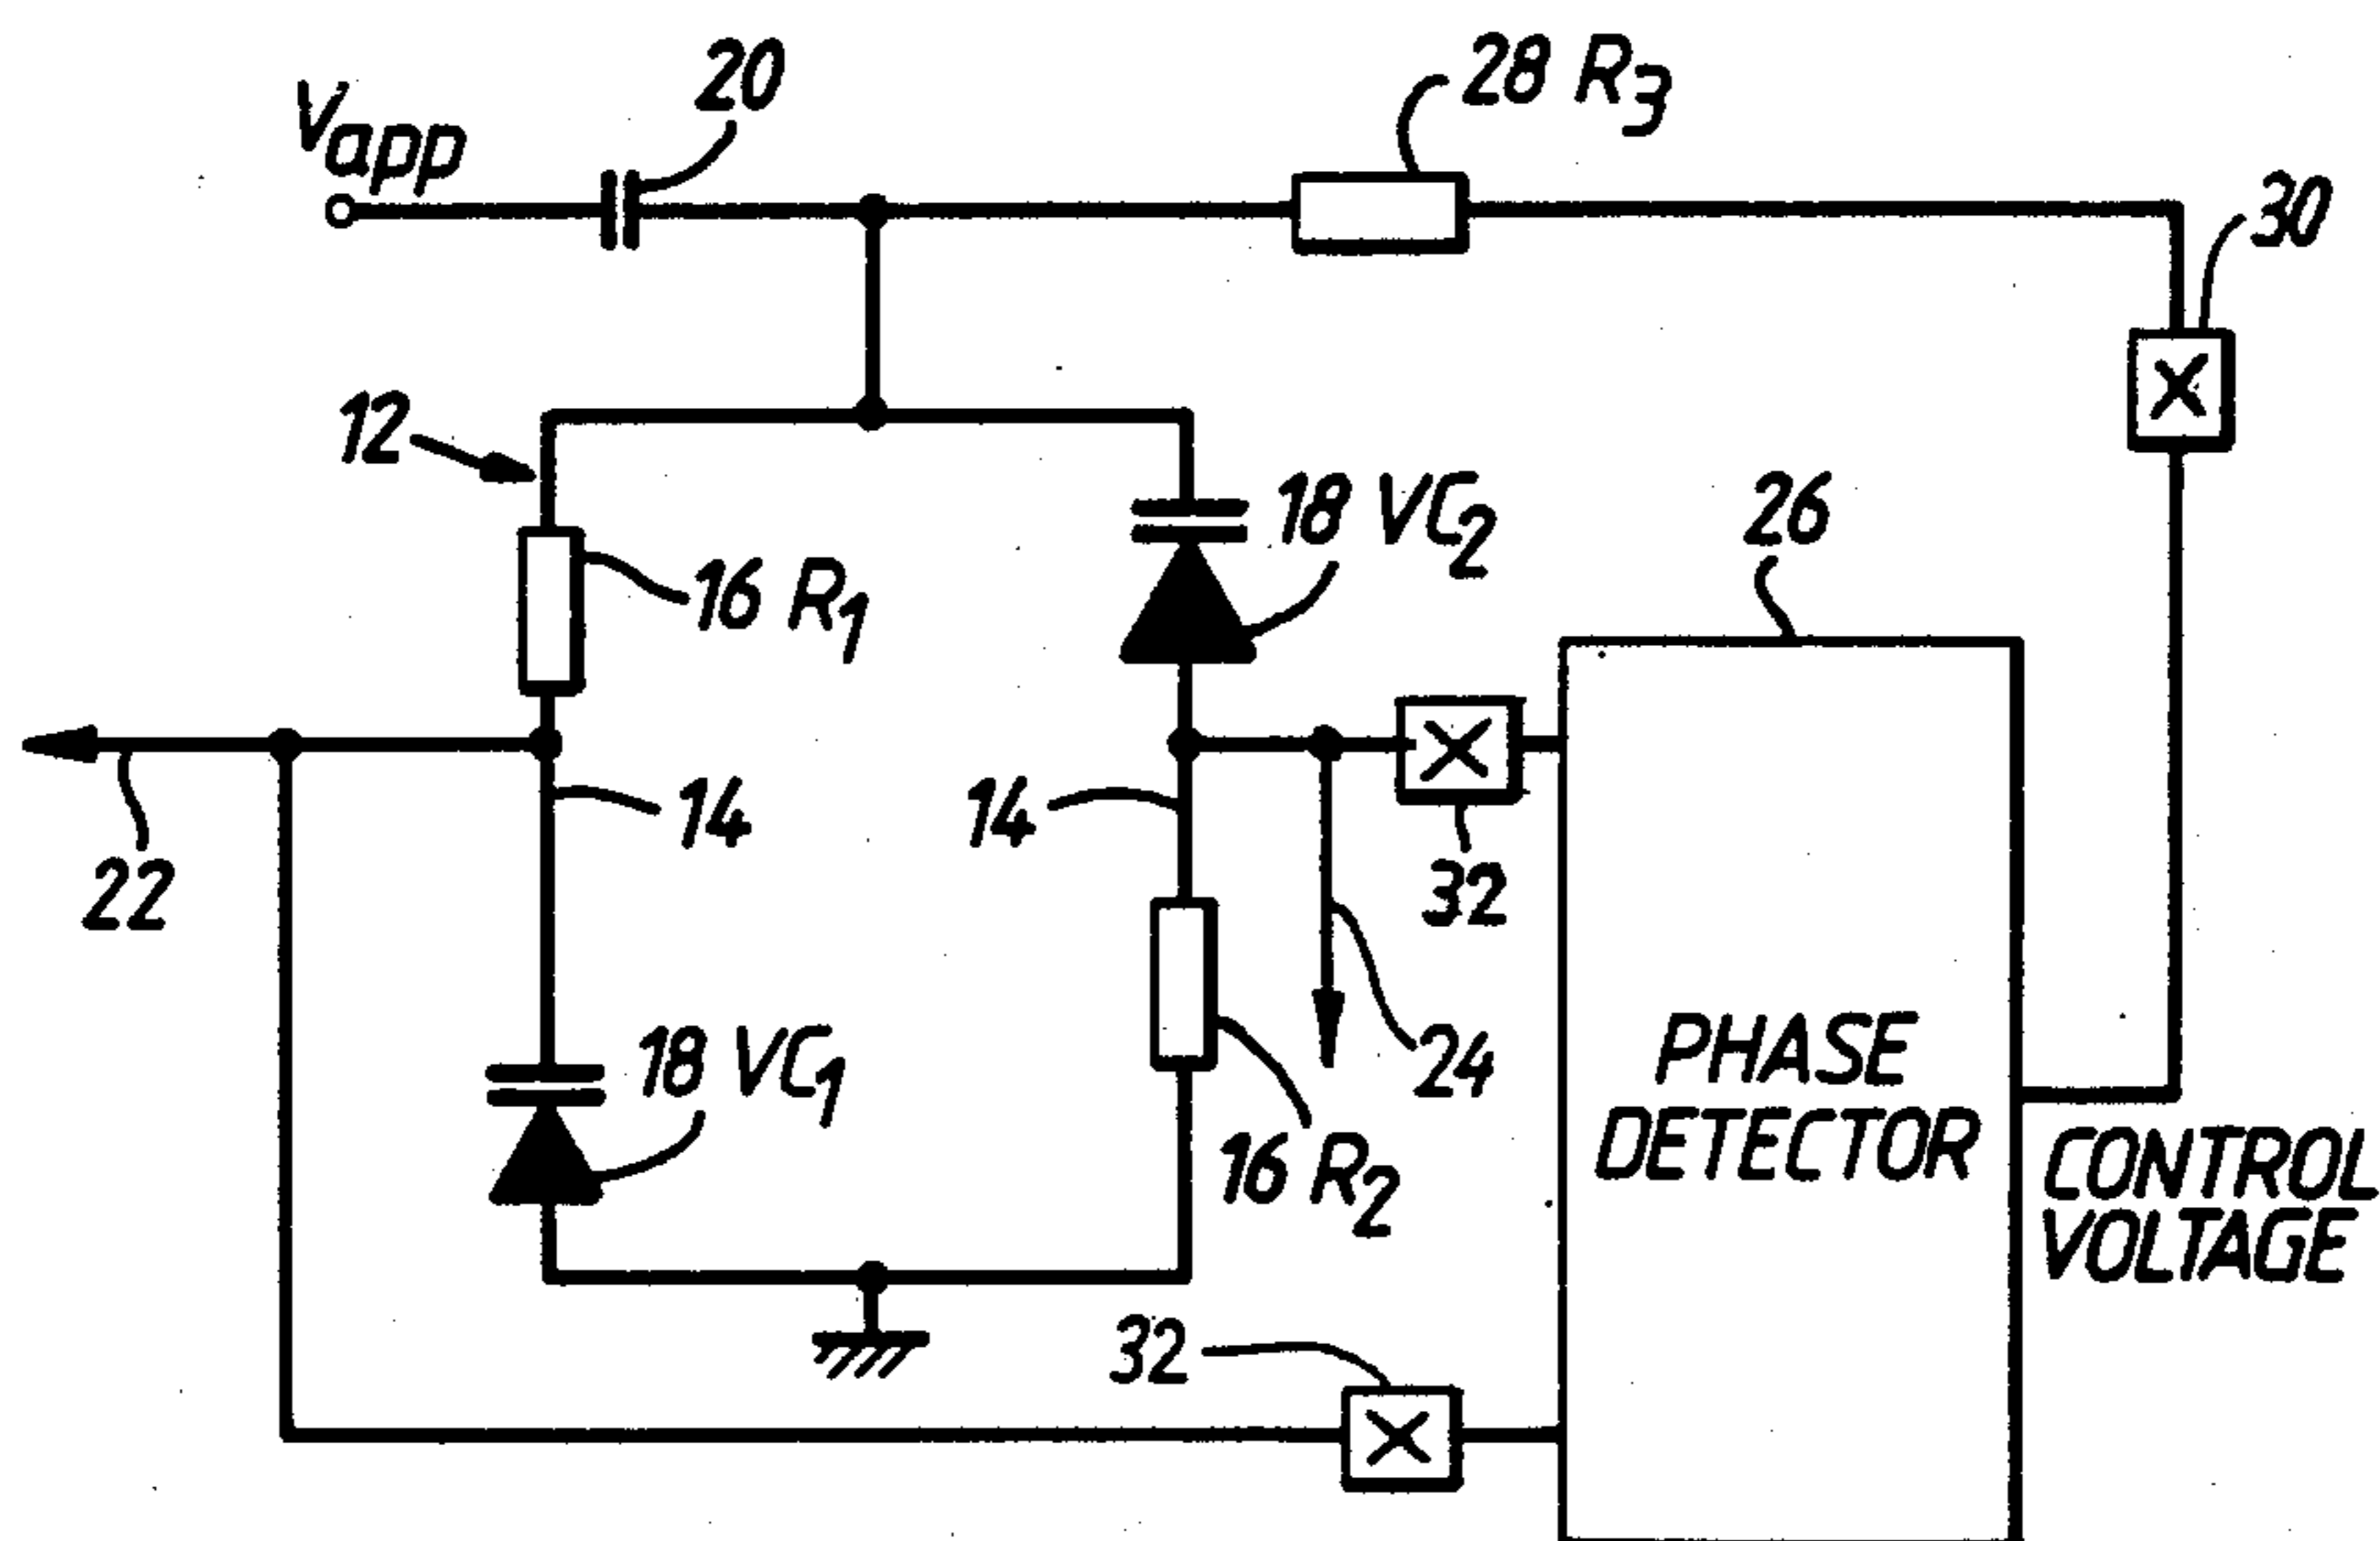 20
28 R3
Vapp
30
12
18 VC2
26
16 R1
14
14
22
32
24
18 VC1
PHASE
DETECTOR
16 R2
CONTROL
VOLTAGE
32
X
X
X